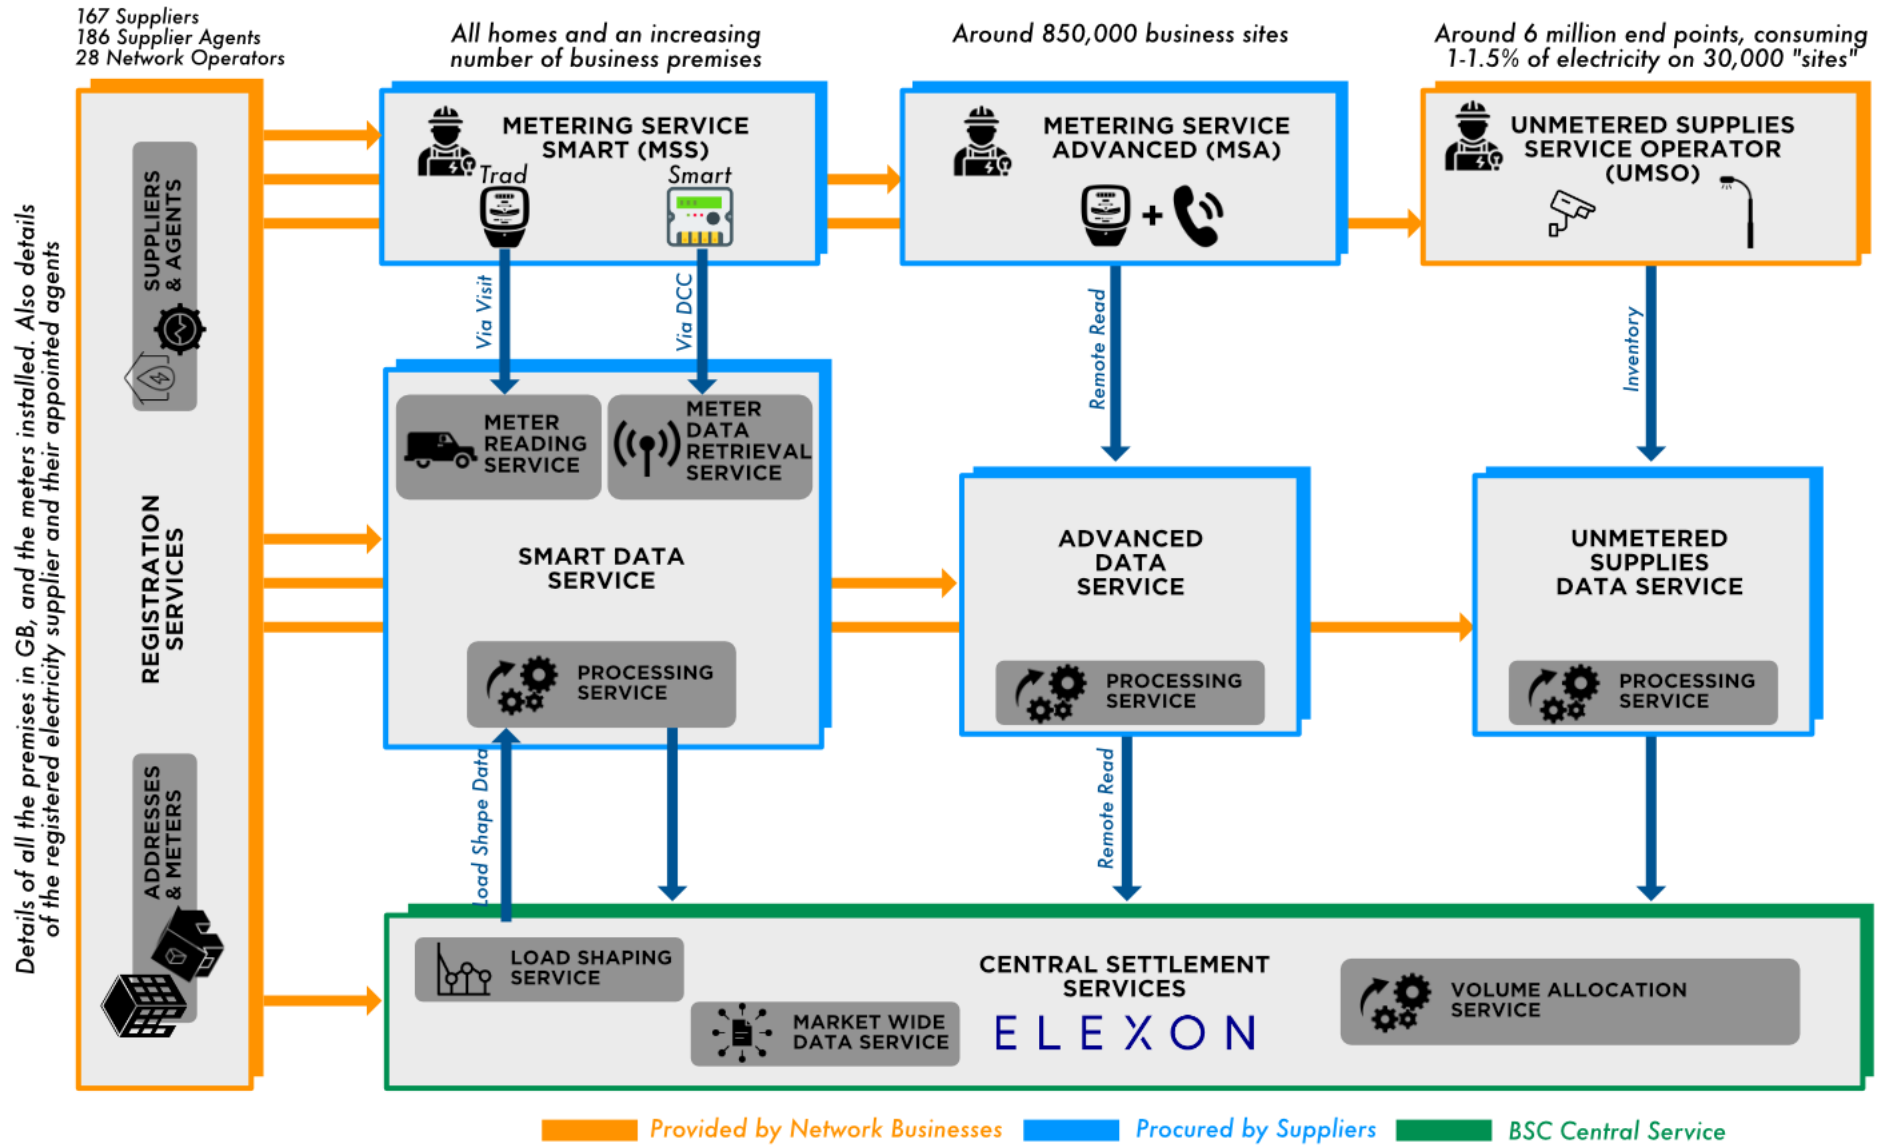 167 Suppliers
186 Supplier Agents
28 Network Operators
All homes and an increasing
number of business premises
Around 850,000 business sites
Around 6 million end points, consuming
1-1.5% of electricity on 30,000 "sites"
Details of all the premises in GB, and the meters installed. Also details
of the registered electricity supplier and their appointed agents
SUPPLIERS
& AGENTS
REGISTRATION
SERVICES
ADDRESSES
& METERS
METERING SERVICE
SMART (MSS)
Trad
Smart
METERING SERVICE
ADVANCED (MSA)
+
UNMETERED SUPPLIES
SERVICE OPERATOR
(UMSO)
Via Visit
Via DCC
Remote Read
Inventory
METER
READING
SERVICE
METER
DATA
RETRIEVAL
SERVICE
SMART DATA
SERVICE
PROCESSING
SERVICE
ADVANCED
DATA
SERVICE
PROCESSING
SERVICE
UNMETERED
SUPPLIES
DATA SERVICE
PROCESSING
SERVICE
Load Shape Data
Remote Read
LOAD SHAPING
SERVICE
MARKET WIDE
DATA SERVICE
CENTRAL SETTLEMENT
SERVICES
ELEXON
VOLUME ALLOCATION
SERVICE
Provided by Network Businesses
Procured by Suppliers
BSC Central Service